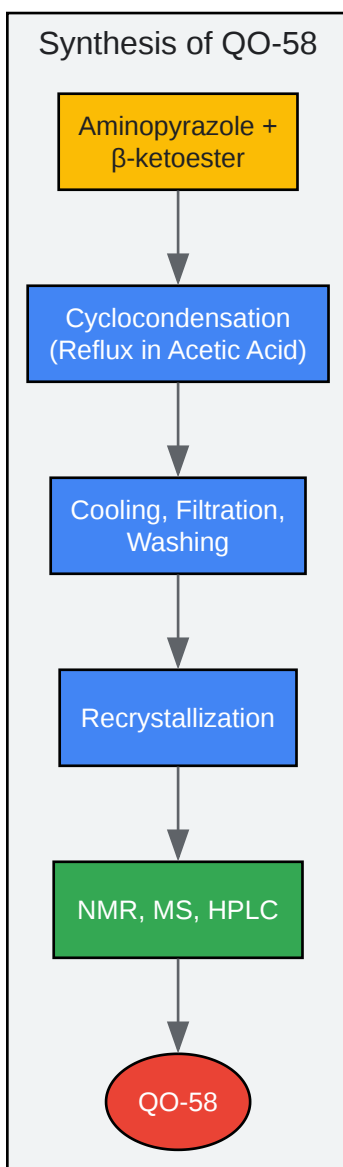 Synthesis of QO-58
Aminopyrazole +
β-ketoester
Cyclocondensation
(Reflux in Acetic Acid)
Cooling, Filtration,
Washing
Recrystallization
NMR, MS, HPLC
QO-58